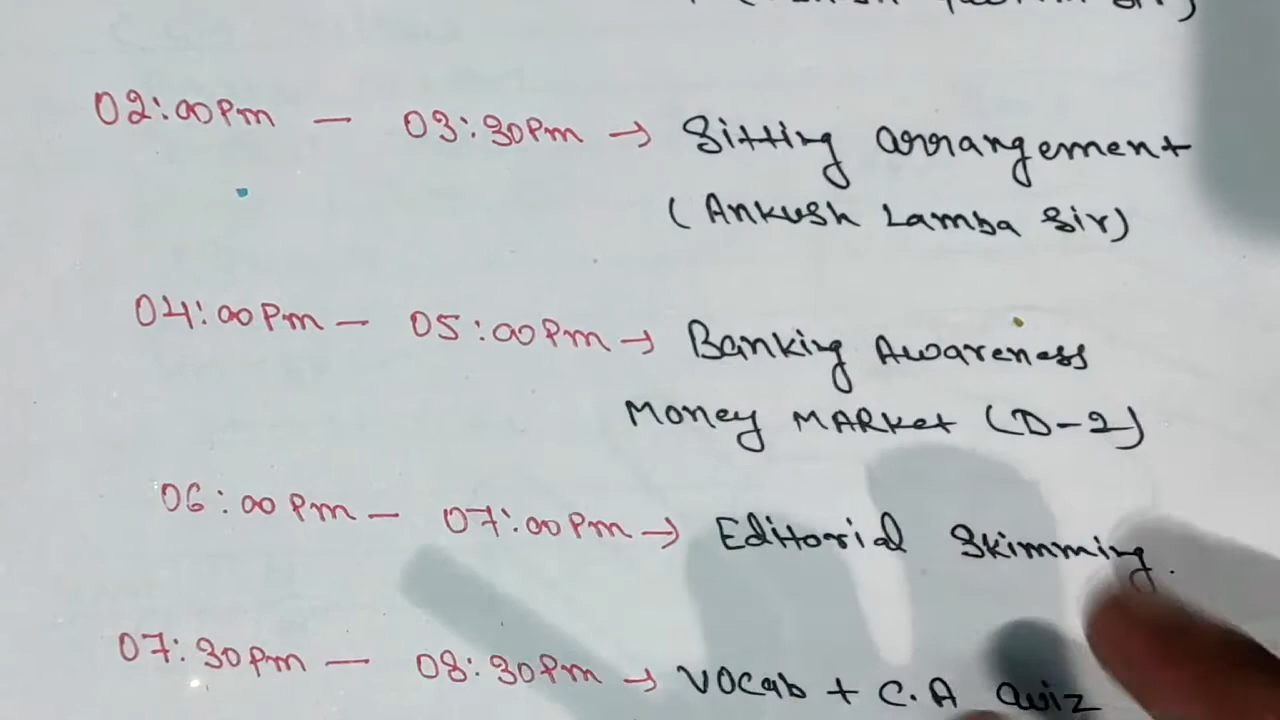 02:00Pm — 03:30Pm → Sitting arrangement
(Ankush Lamba Sir)
04:00Pm — 05:00Pm → Banking Awareness
Money MARKet (D-2)
06:00Pm — 07:00Pm → Editorial Skimming.
07:30Pm — 08:30Pm → Vocab + C.A Quiz